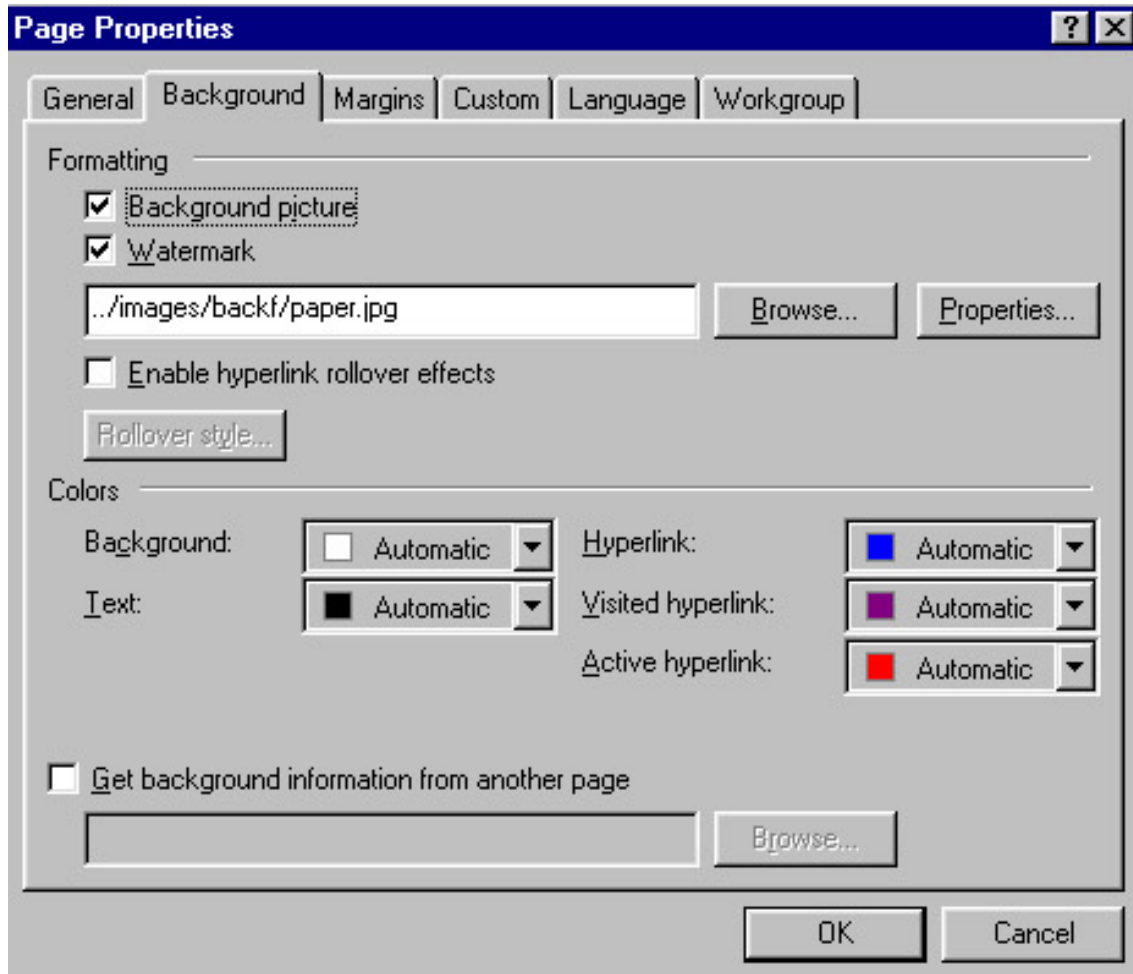 Page Properties
General Background Margins Custom Language Workgroup
Formatting
Background picture
Watermark
../images/backf/paper.jpg Browse... Properties...
Enable hyperlink rollover effects
Rollover style...
Colors
Background: Automatic Hyperlink: Automatic
Text: Automatic Visited hyperlink: Automatic
Active hyperlink: Automatic
Get background information from another page
Browse...
OK Cancel